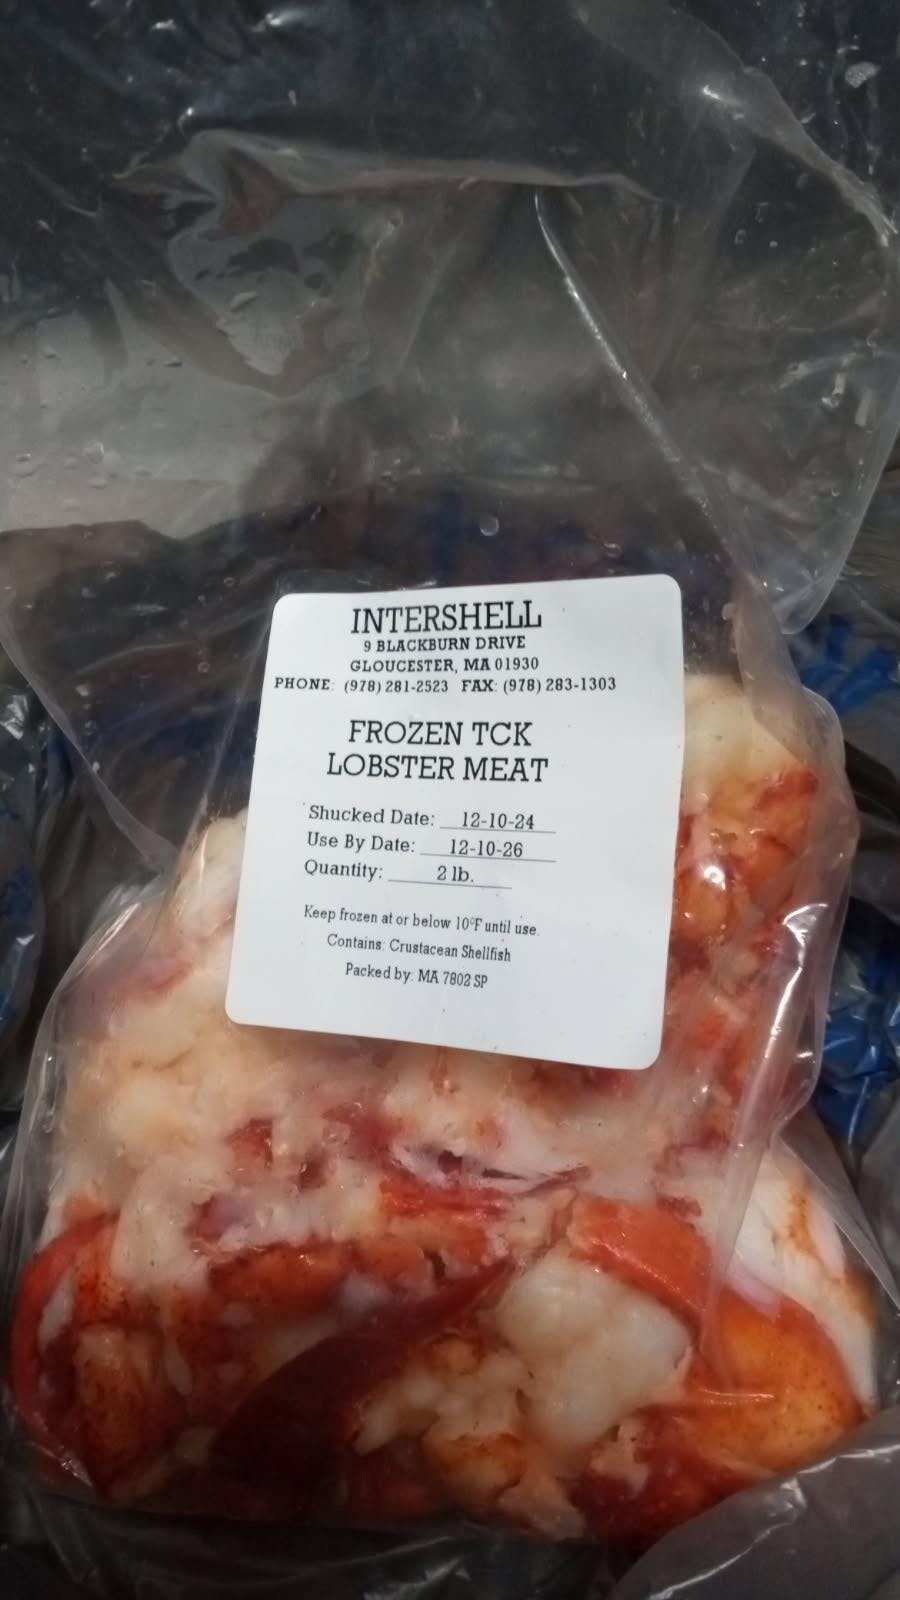 INTERSHELL
9 BLACKBURN DRIVE
GLOUCESTER, MA 01930
PHONE: (978) 281-2523 FAX: (978) 283-1303
FROZEN TCK
LOBSTER MEAT
Shucked Date: 12-10-24
Use By Date: 12-10-26
Quantity: 2 lb.
Keep frozen at or below 10°F until use.
Contains: Crustacean Shellfish
Packed by: MA 7802 SP